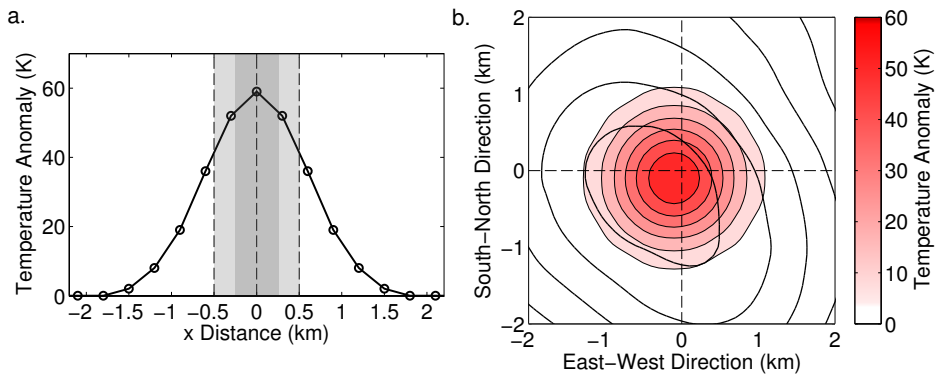 a.
Temperature Anomaly (K)
60
40
20
0
−2 −1.5 −1 −0.5 0 0.5 1 1.5 2
x Distance (km)
b.
South−North Direction (km)
2
1
0
−1
−2
−2 −1 0 1 2
East−West Direction (km)
60
50
40
30
20
10
0
Temperature Anomaly (K)